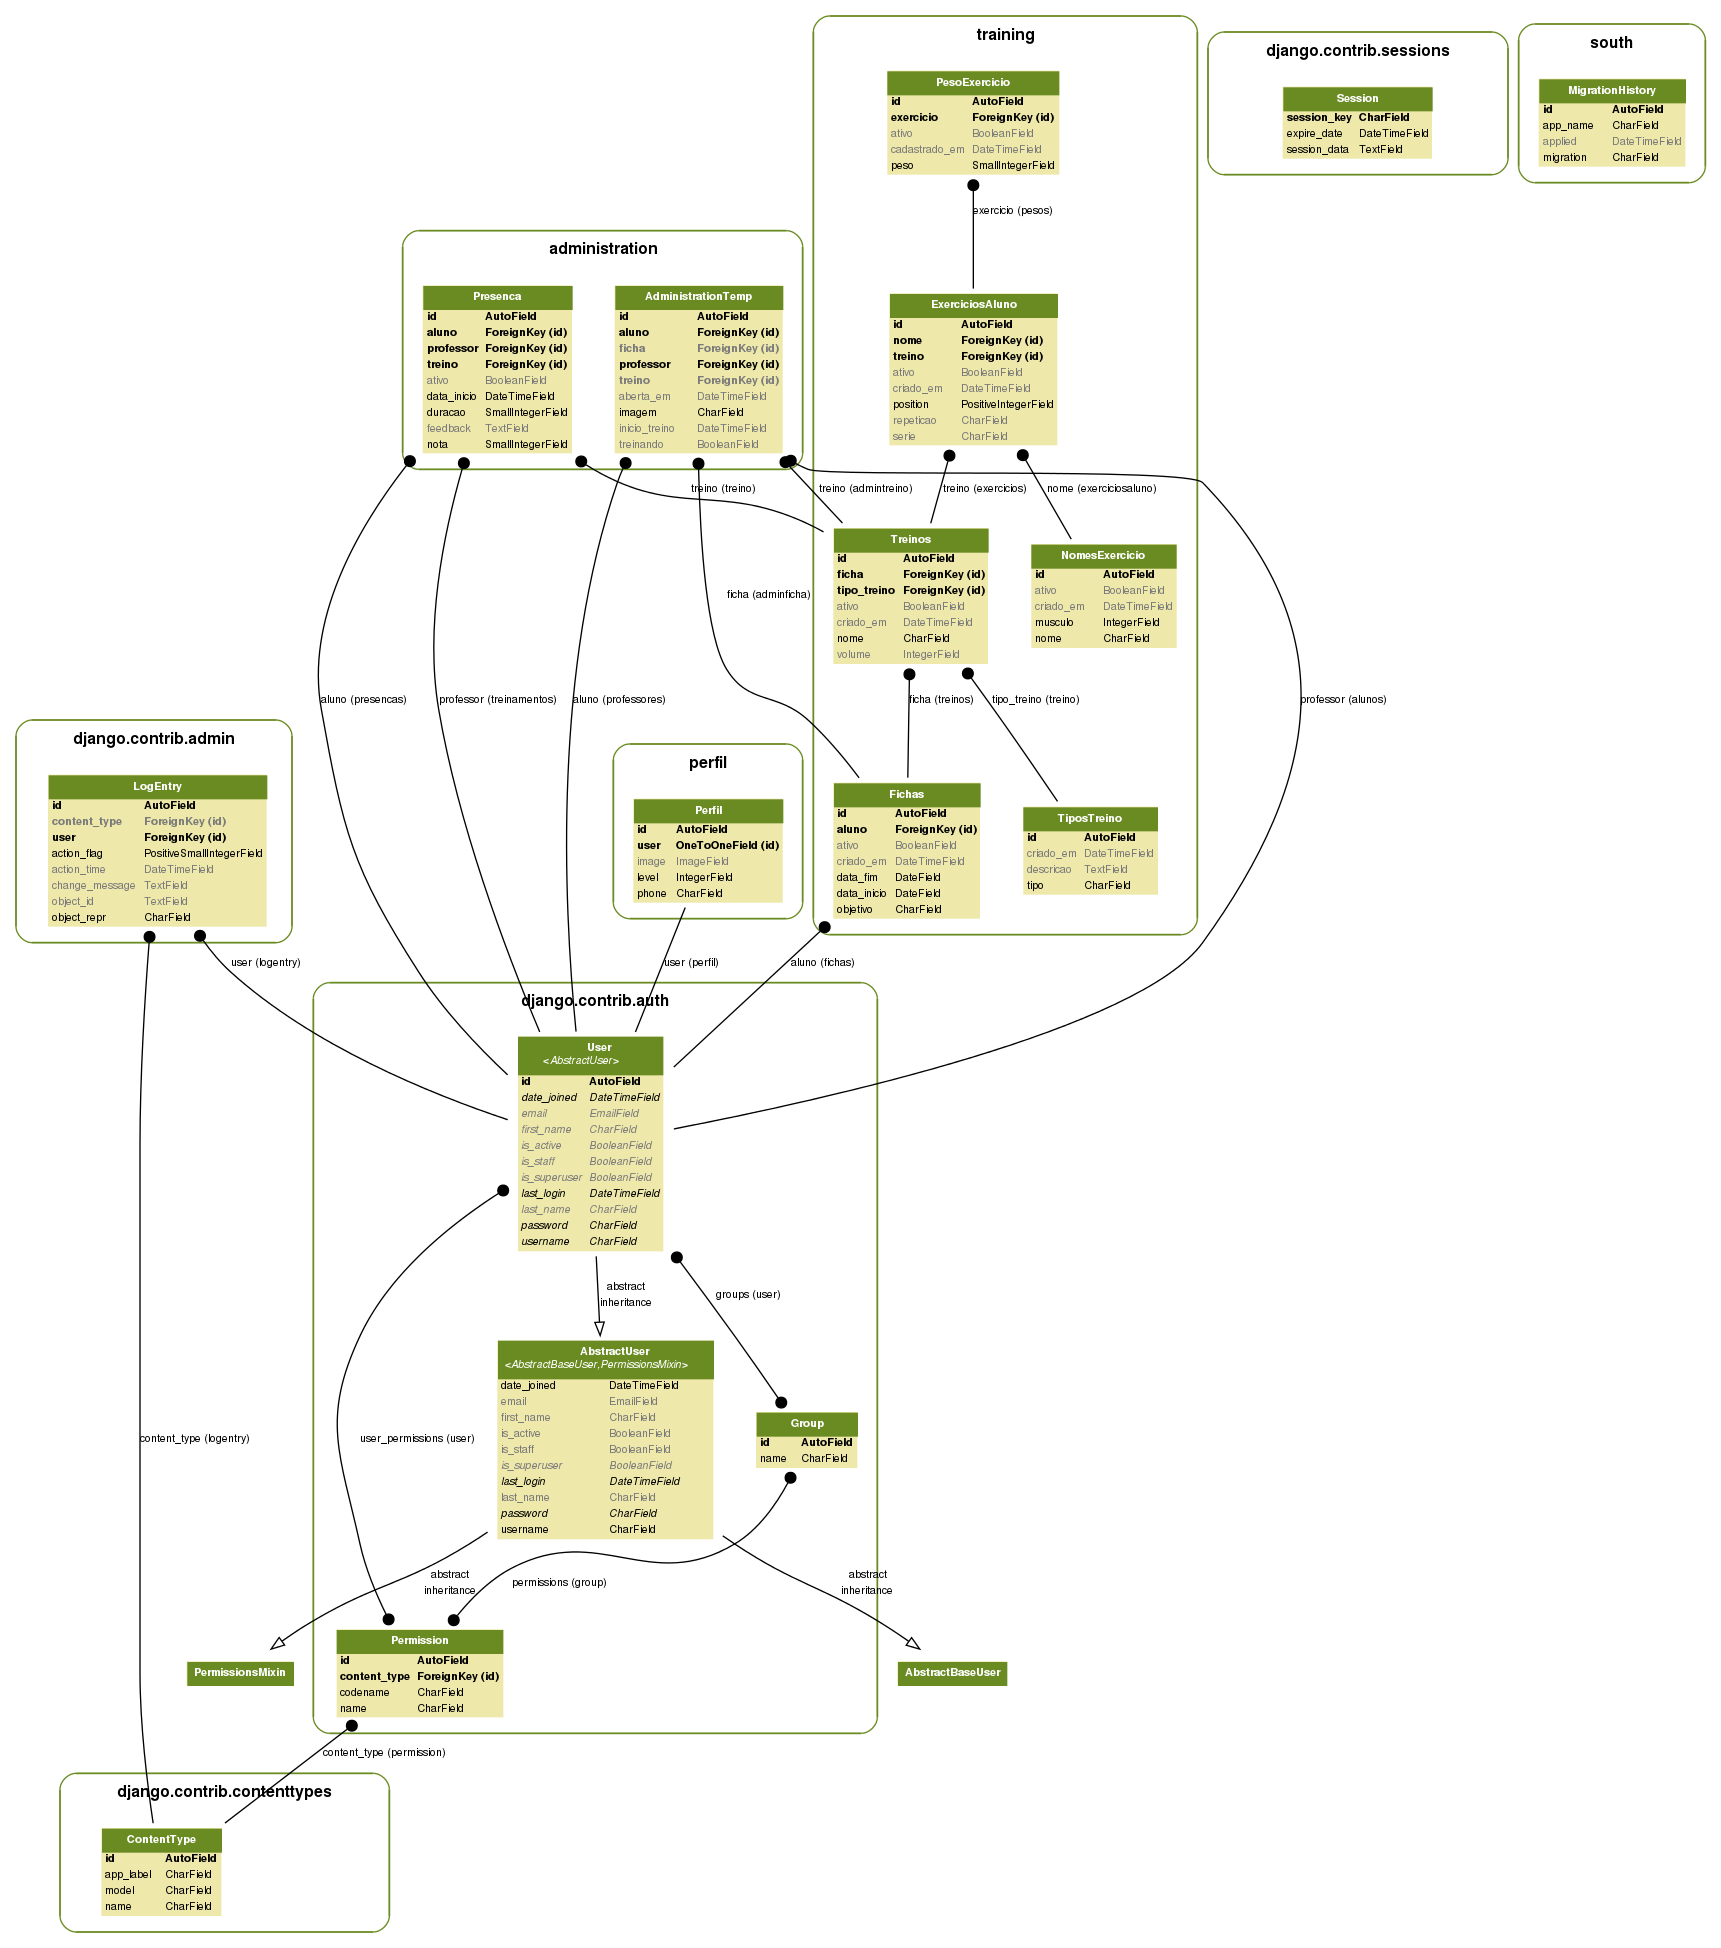 training
PesoExercicio
id AutoField
exercicio ForeignKey (id)
ativo BooleanField
cadastrado_em DateTimeField
peso SmallIntegerField
django.contrib.sessions
Session
session_key CharField
expire_date DateTimeField
session_data TextField
south
MigrationHistory
id AutoField
app_name CharField
applied DateTimeField
migration CharField
exercicio (pesos)
administration
Presenca
id AutoField
aluno ForeignKey (id)
professor ForeignKey (id)
treino ForeignKey (id)
ativo BooleanField
data_inicio DateTimeField
duracao SmallIntegerField
feedback TextField
nota SmallIntegerField
AdministrationTemp
id AutoField
aluno ForeignKey (id)
ficha ForeignKey (id)
professor ForeignKey (id)
treino ForeignKey (id)
aberta_em DateTimeField
imagem CharField
inicio_treino DateTimeField
treinando BooleanField
ExerciciosAluno
id AutoField
nome ForeignKey (id)
treino ForeignKey (id)
ativo BooleanField
criado_em DateTimeField
position PositiveIntegerField
repeticao CharField
serie CharField
treino (treino)
treino (admintreino)
treino (exercicios)
nome (exerciciosaluno)
Treinos
id AutoField
ficha ForeignKey (id)
tipo_treino ForeignKey (id)
ativo BooleanField
criado_em DateTimeField
nome CharField
volume IntegerField
NomesExercicio
id AutoField
ativo BooleanField
criado_em DateTimeField
musculo IntegerField
nome CharField
ficha (adminficha)
aluno (presencas)
professor (treinamentos)
aluno (professores)
ficha (treinos)
tipo_treino (treino)
professor (alunos)
django.contrib.admin
LogEntry
id AutoField
content_type ForeignKey (id)
user ForeignKey (id)
action_flag PositiveSmallIntegerField
action_time DateTimeField
change_message TextField
object_id TextField
object_repr CharField
perfil
Perfil
id AutoField
user OneToOneField (id)
image ImageField
level IntegerField
phone CharField
Fichas
id AutoField
aluno ForeignKey (id)
ativo BooleanField
criado_em DateTimeField
data_fim DateField
data_inicio DateField
objetivo CharField
TiposTreino
id AutoField
criado_em DateTimeField
descricao TextField
tipo CharField
user (logentry)
user (perfil)
aluno (fichas)
django.contrib.auth
User
<AbstractUser>
id AutoField
date_joined DateTimeField
email EmailField
first_name CharField
is_active BooleanField
is_staff BooleanField
is_superuser BooleanField
last_login DateTimeField
last_name CharField
password CharField
username CharField
abstract
inheritance
groups (user)
AbstractUser
<AbstractBaseUser,PermissionsMixin>
date_joined DateTimeField
email EmailField
first_name CharField
is_active BooleanField
is_staff BooleanField
is_superuser BooleanField
last_login DateTimeField
last_name CharField
password CharField
username CharField
Group
id AutoField
name CharField
content_type (logentry)
user_permissions (user)
abstract
inheritance
permissions (group)
abstract
inheritance
PermissionsMixin
Permission
id AutoField
content_type ForeignKey (id)
codename CharField
name CharField
AbstractBaseUser
content_type (permission)
django.contrib.contenttypes
ContentType
id AutoField
app_label CharField
model CharField
name CharField